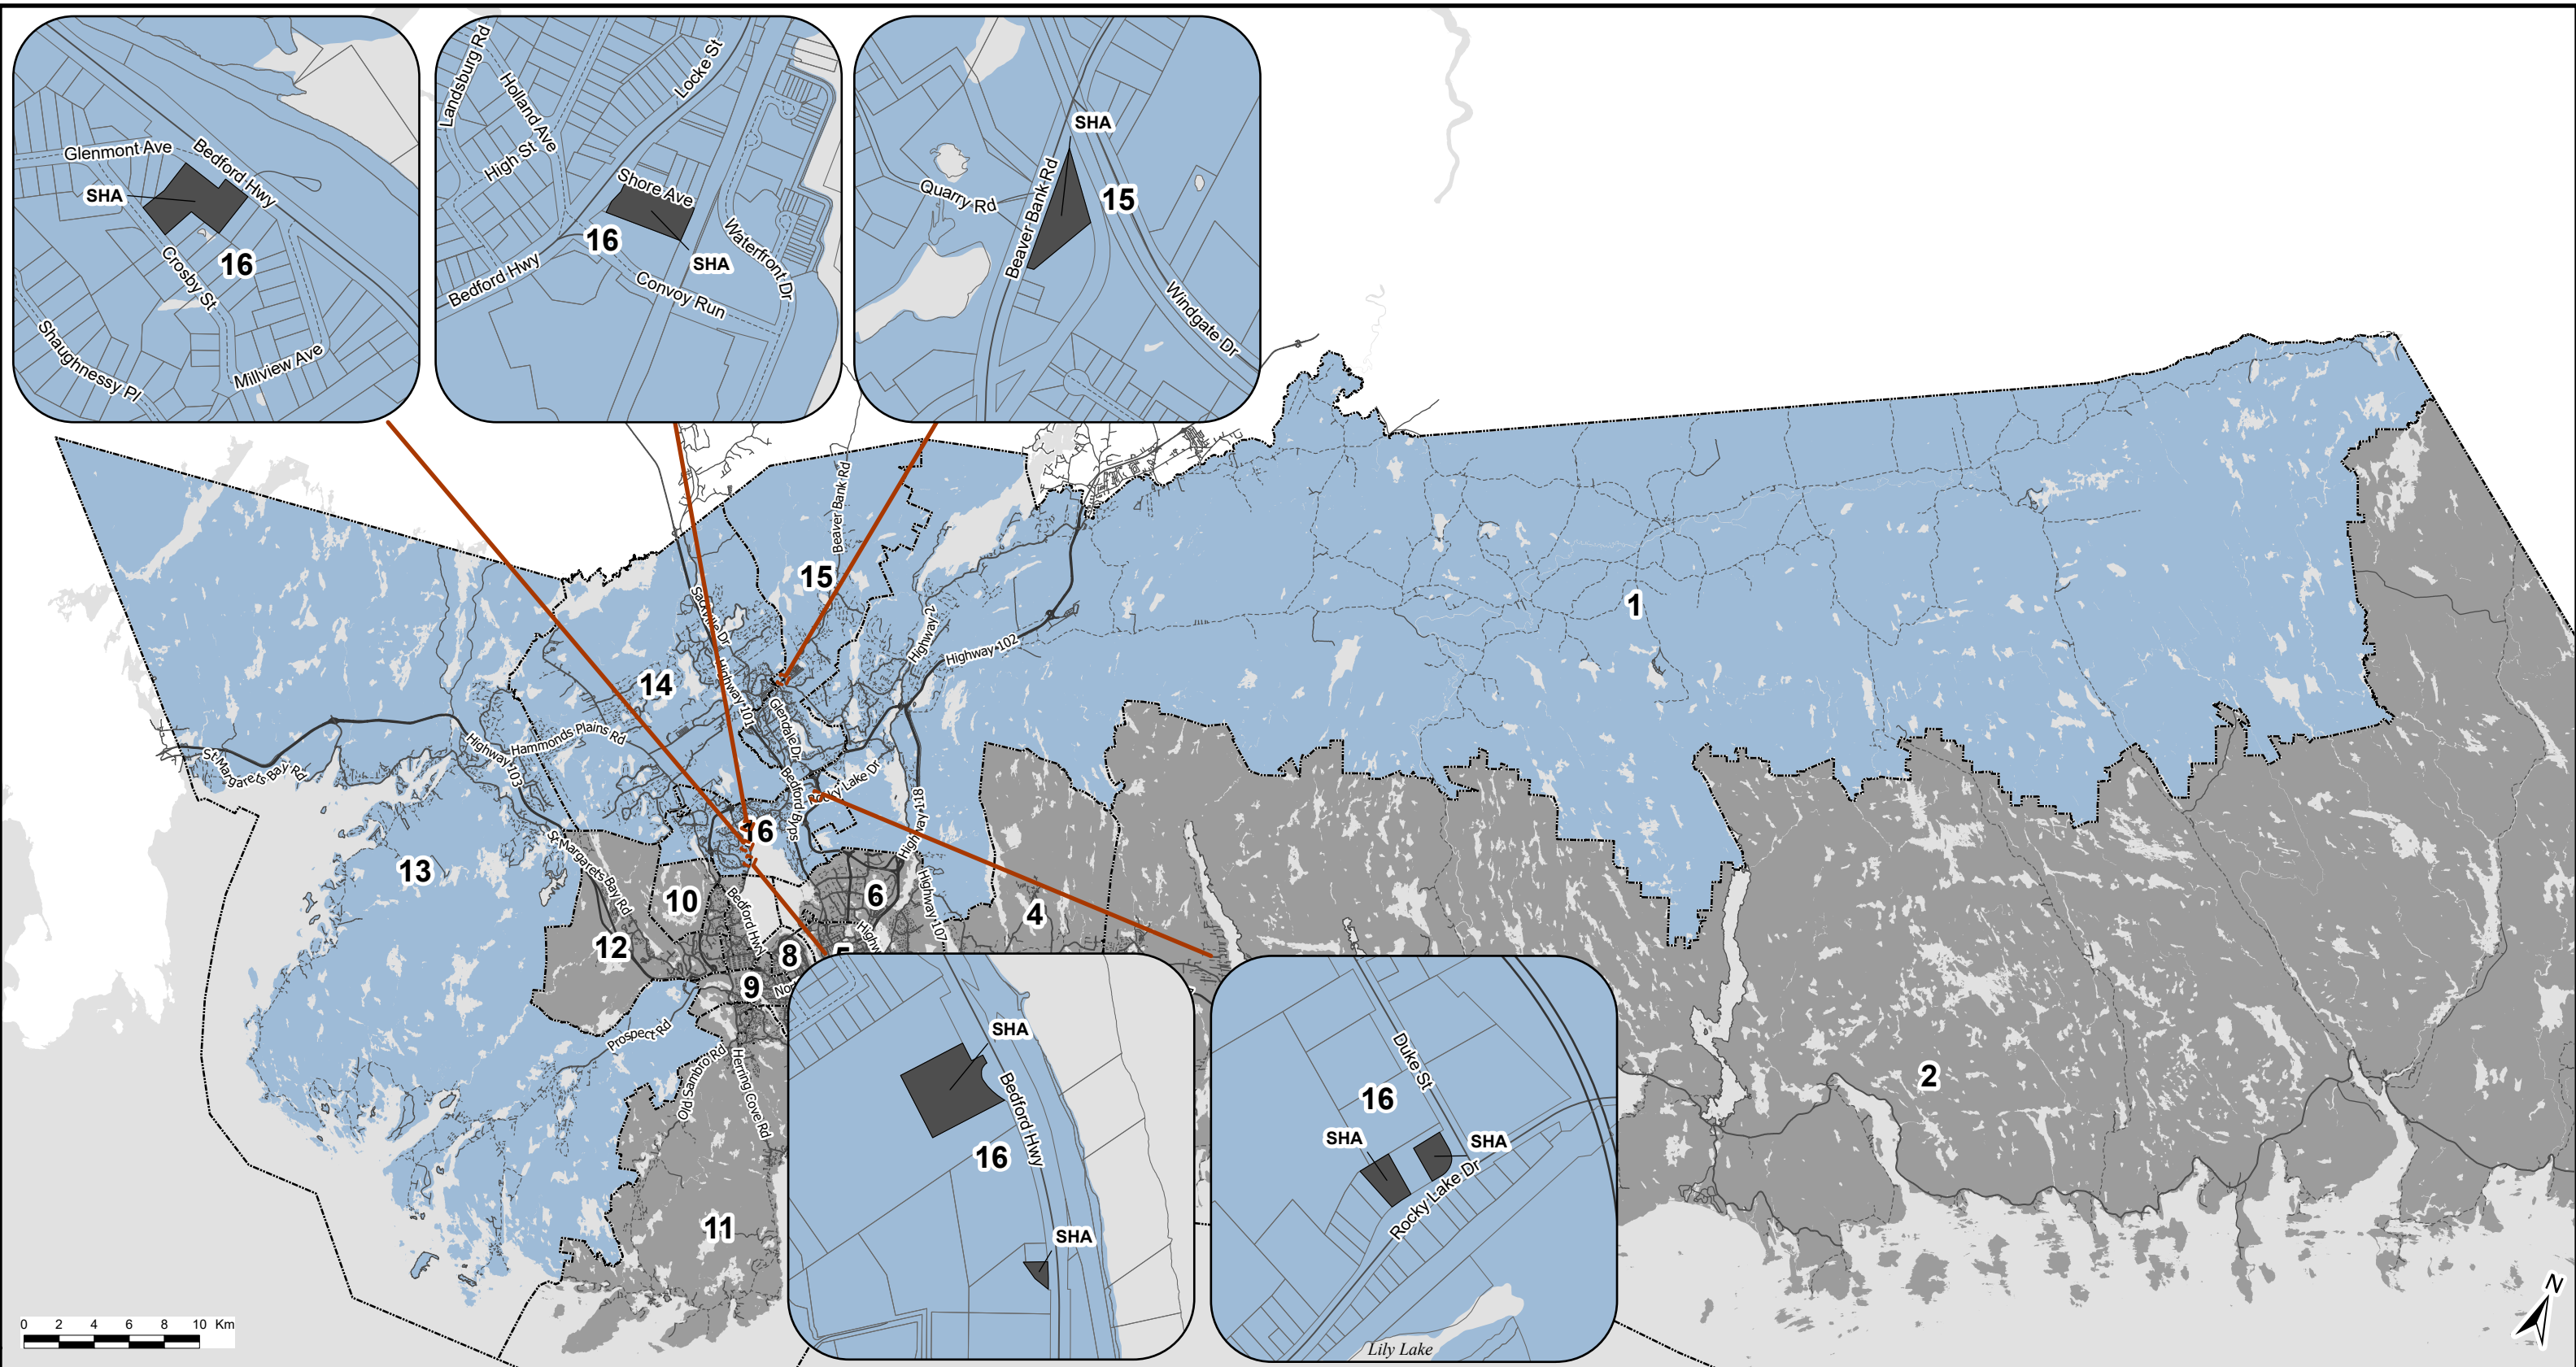 Landsburg Rd
Holland Ave
Locke St
High St
Shore Ave
16
SHA
Bedford Hwy
Convoy Run
Waterfront Dr
Glenmont Ave
Bedford Hwy
SHA
16
Crosby St
Shaughnessy Pl
Millview Ave
SHA
15
Quarry Rd
Beaver Bank Rd
Windgate Dr
Beaver Bank Rd
15
1
Sackville Dr
Highway 2
Highway 102
14
Highway 101
Glendale Dr
Hammonds Plains Rd
Highway 103
St Margarets Bay Rd
Bedford Byps
Rocky Lake Dr
16
Highway 118
13
St Margarets Bay Rd
10
6
4
Bedford Hwy
Highway 107
12
8
5
9
Prospect Rd
Old Sambro Rd
Herring Cove Rd
2
11
SHA
Bedford Hwy
16
SHA
Duke St
16
SHA
SHA
Rocky Lake Dr
Lily Lake
0 2 4 6 8 10 Km
N